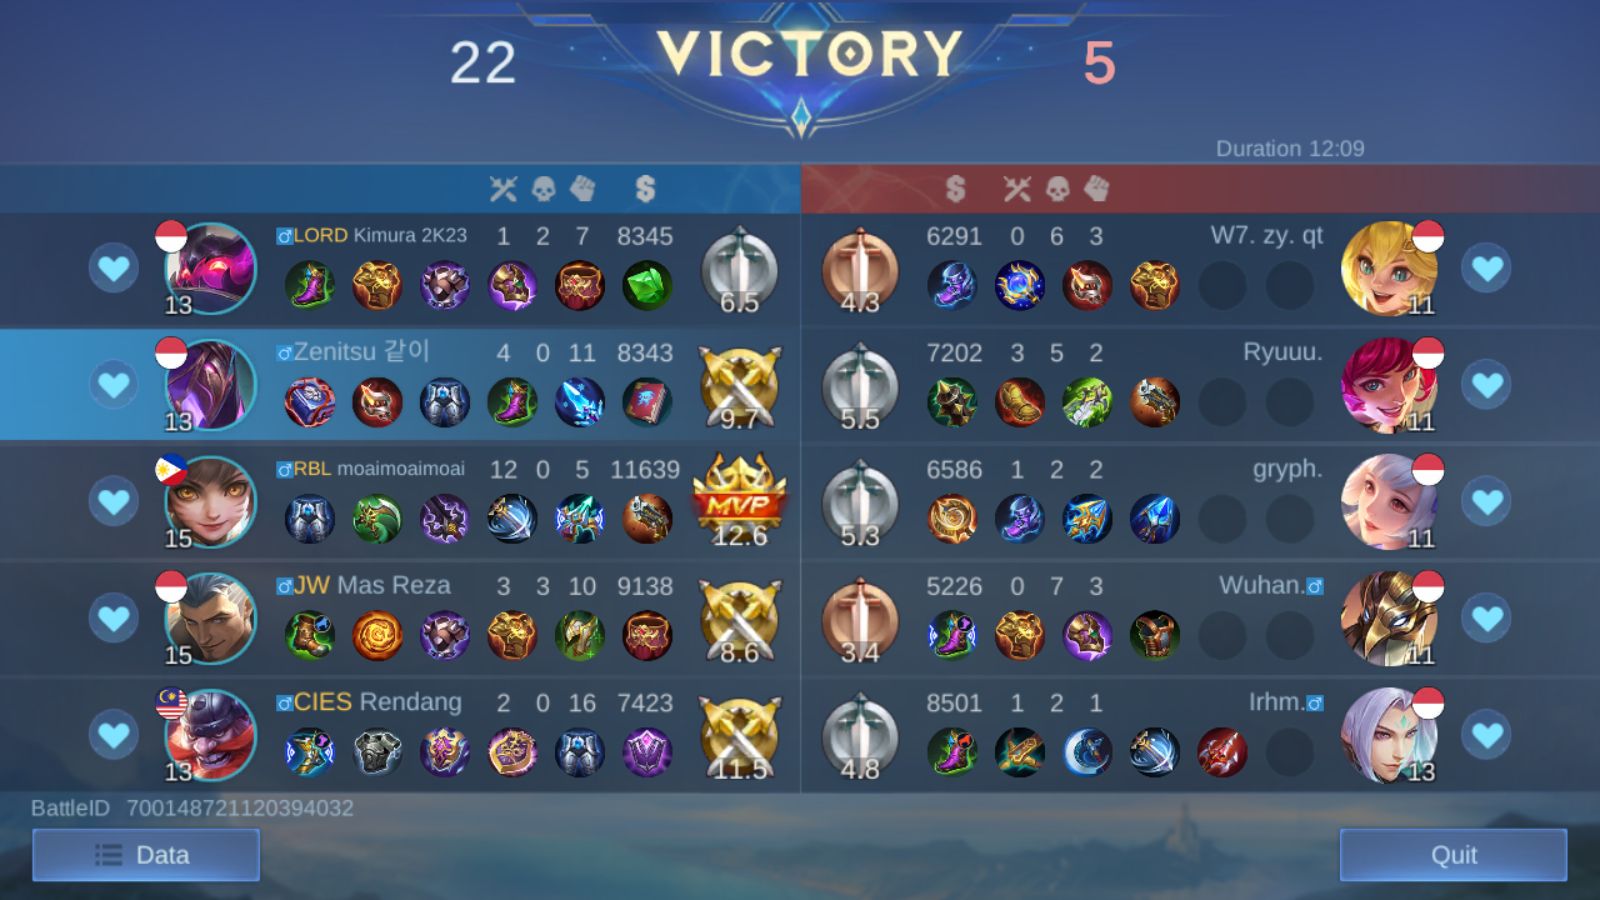 22 VICTORY 5
Duration 12:09
LORD Kimura 2K23 1 2 7 8345
13 6.5
6291 0 6 3 W7. zy. qt
4.3 11
Zenitsu 같이 4 0 11 8343
13 9.7
7202 3 5 2 Ryuuu.
5.5 11
RBL moaimoaimoai 12 0 5 11639
MVP
15 12.6
6586 1 2 2 gryph.
5.3 11
JW Mas Reza 3 3 10 9138
15 8.6
5226 0 7 3 Wuhan.
3.4 11
CIES Rendang 2 0 16 7423
13 11.5
8501 1 2 1 Irhm.
4.8 13
BattleID 700148721120394032
Data
Quit